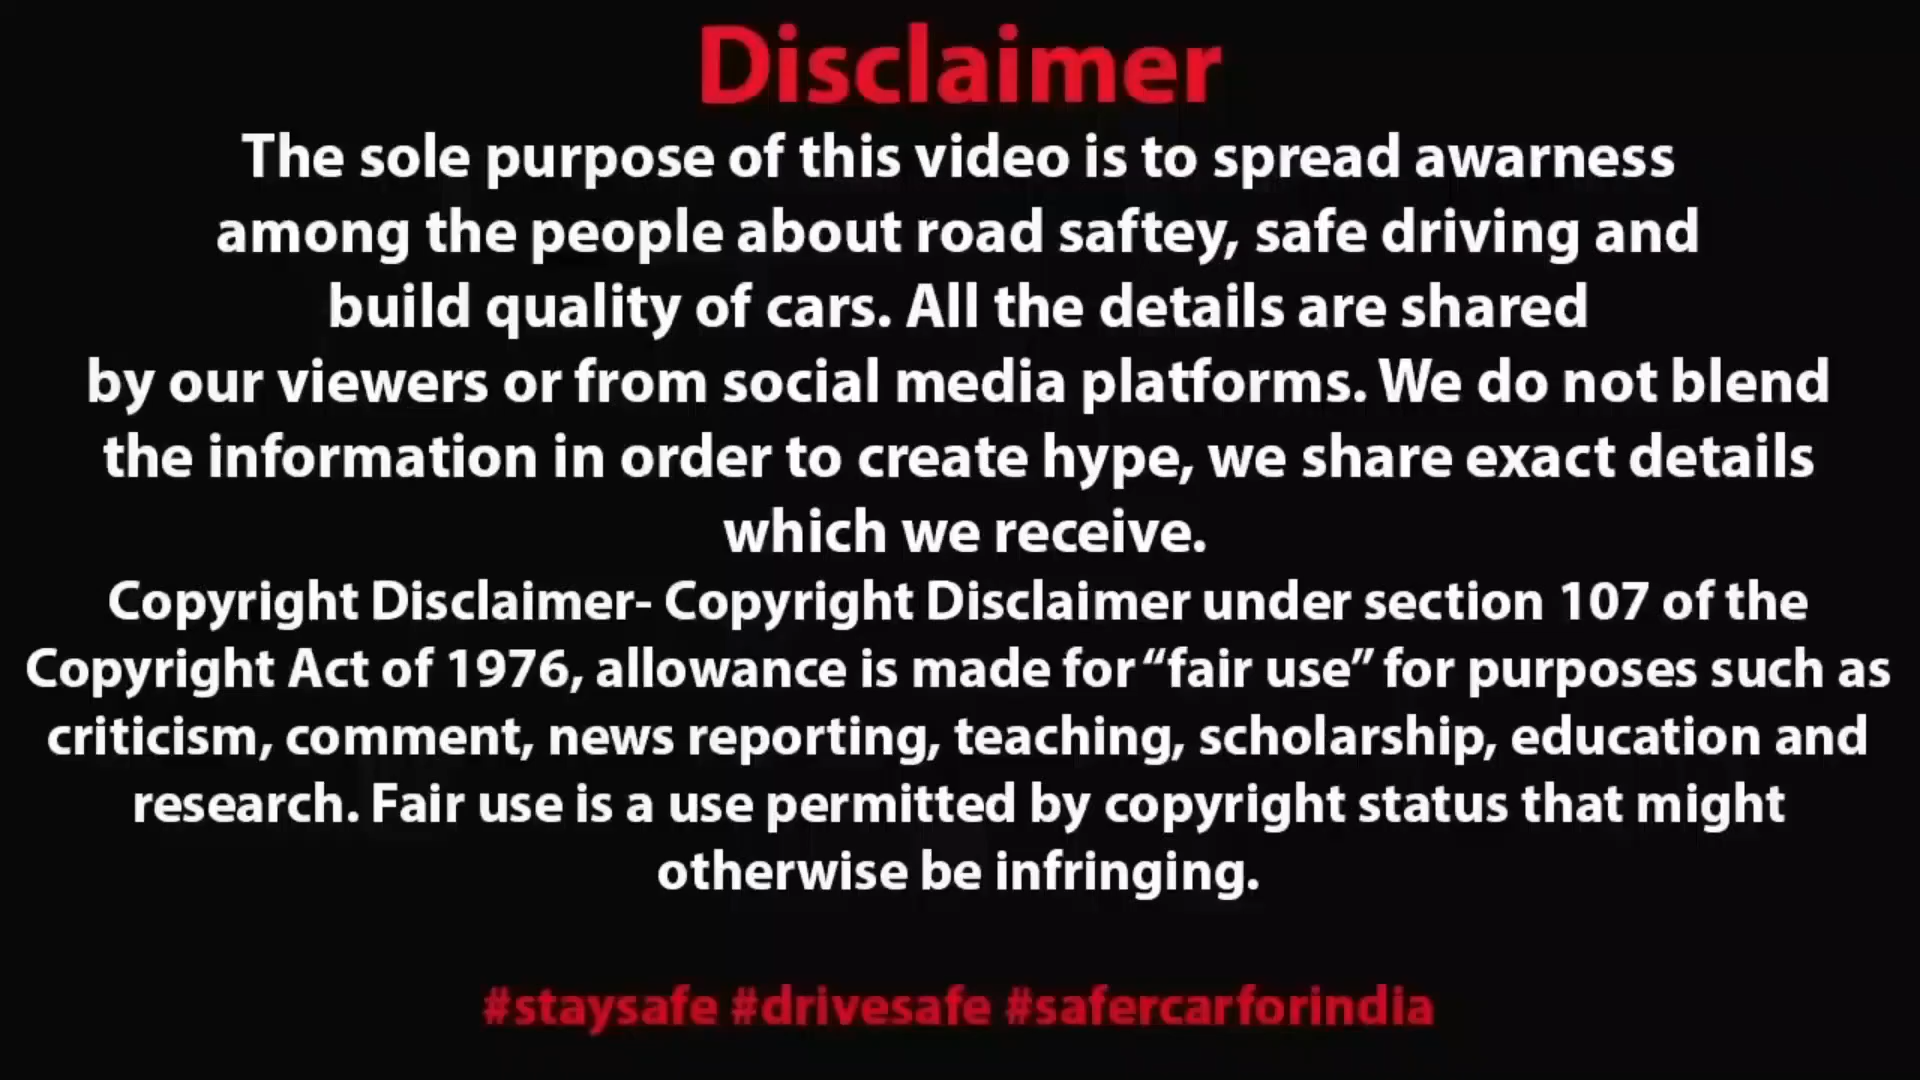 Disclaimer
The sole purpose of this video is to spread awarness
among the people about road saftey, safe driving and
build quality of cars. All the details are shared
by our viewers or from social media platforms. We do not blend
the information in order to create hype, we share exact details
which we receive.
Copyright Disclaimer- Copyright Disclaimer under section 107 of the
Copyright Act of 1976, allowance is made for “fair use” for purposes such as
criticism, comment, news reporting, teaching, scholarship, education and
research. Fair use is a use permitted by copyright status that might
otherwise be infringing.
#staysafe #drivesafe #safercarforindia